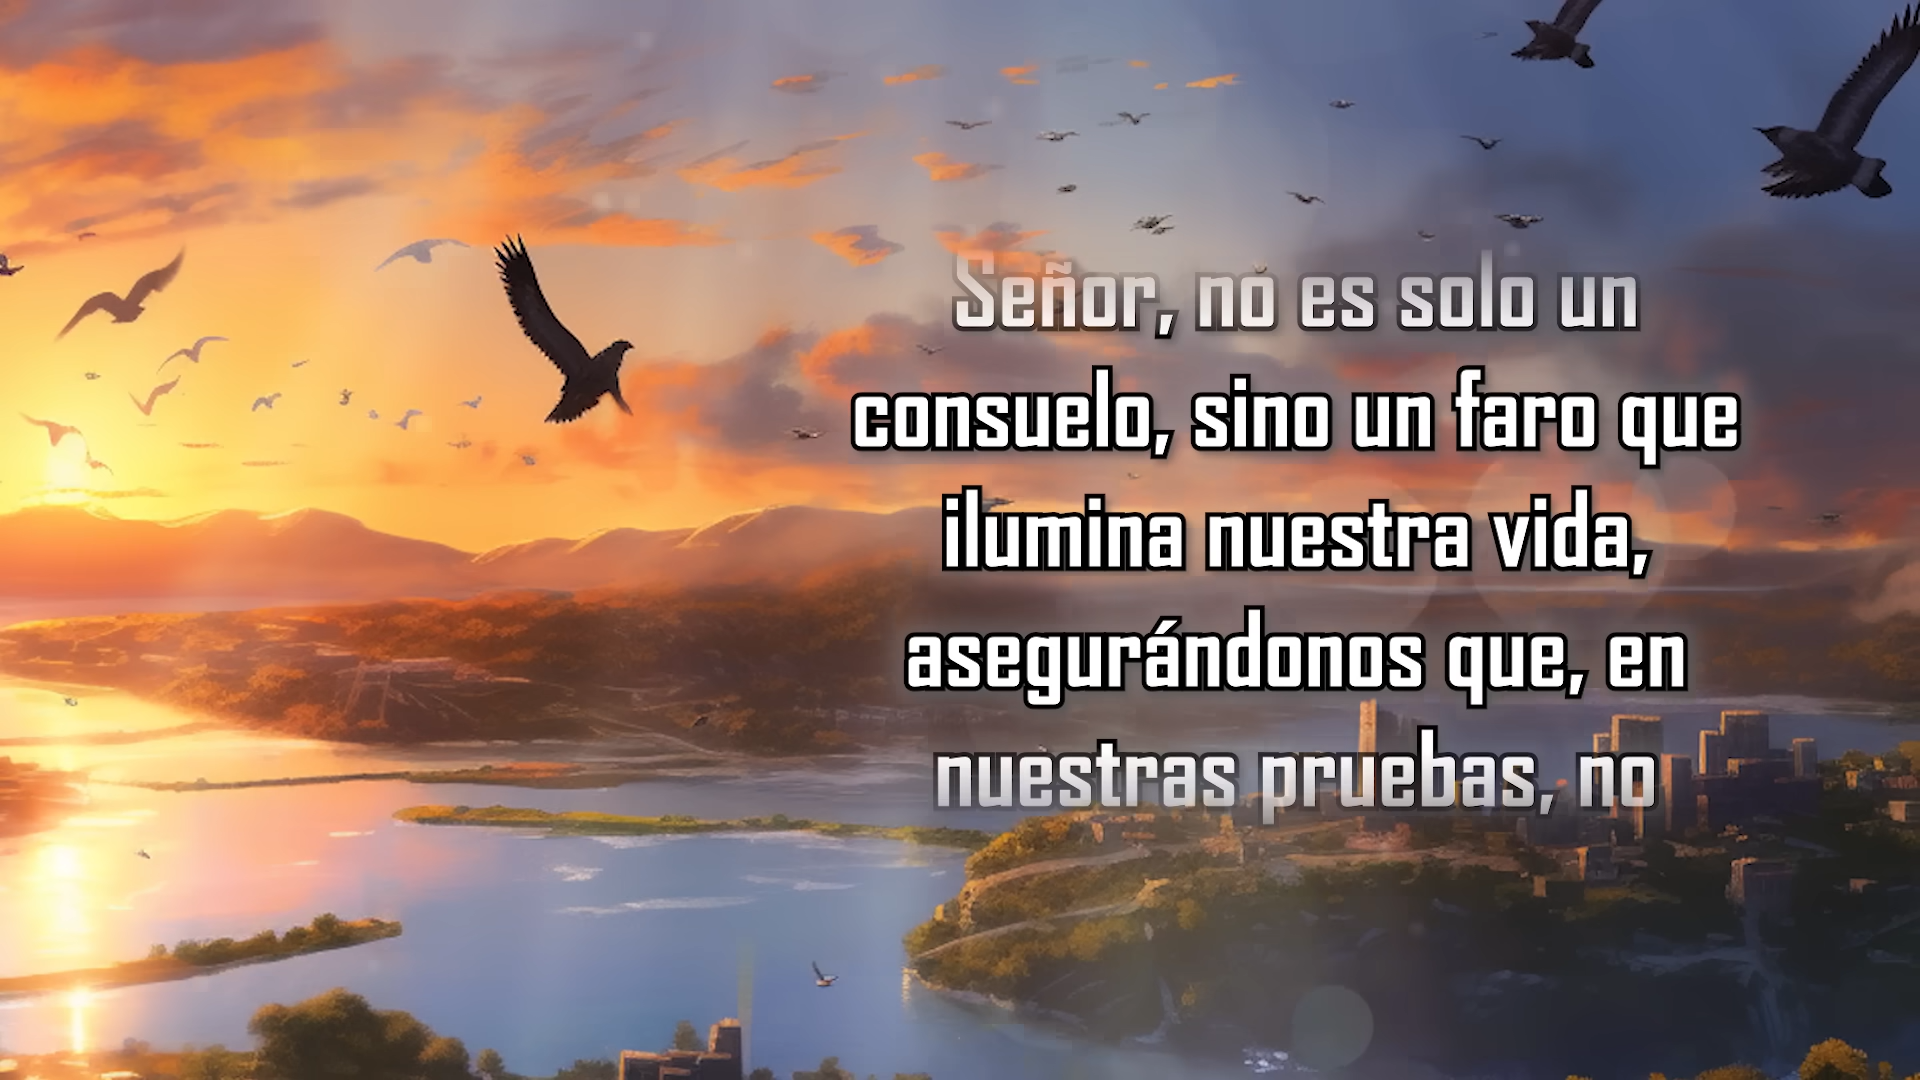 Señor, no es solo un
consuelo, sino un faro que
ilumina nuestra vida,
asegurándonos que, en
nuestras pruebas, no